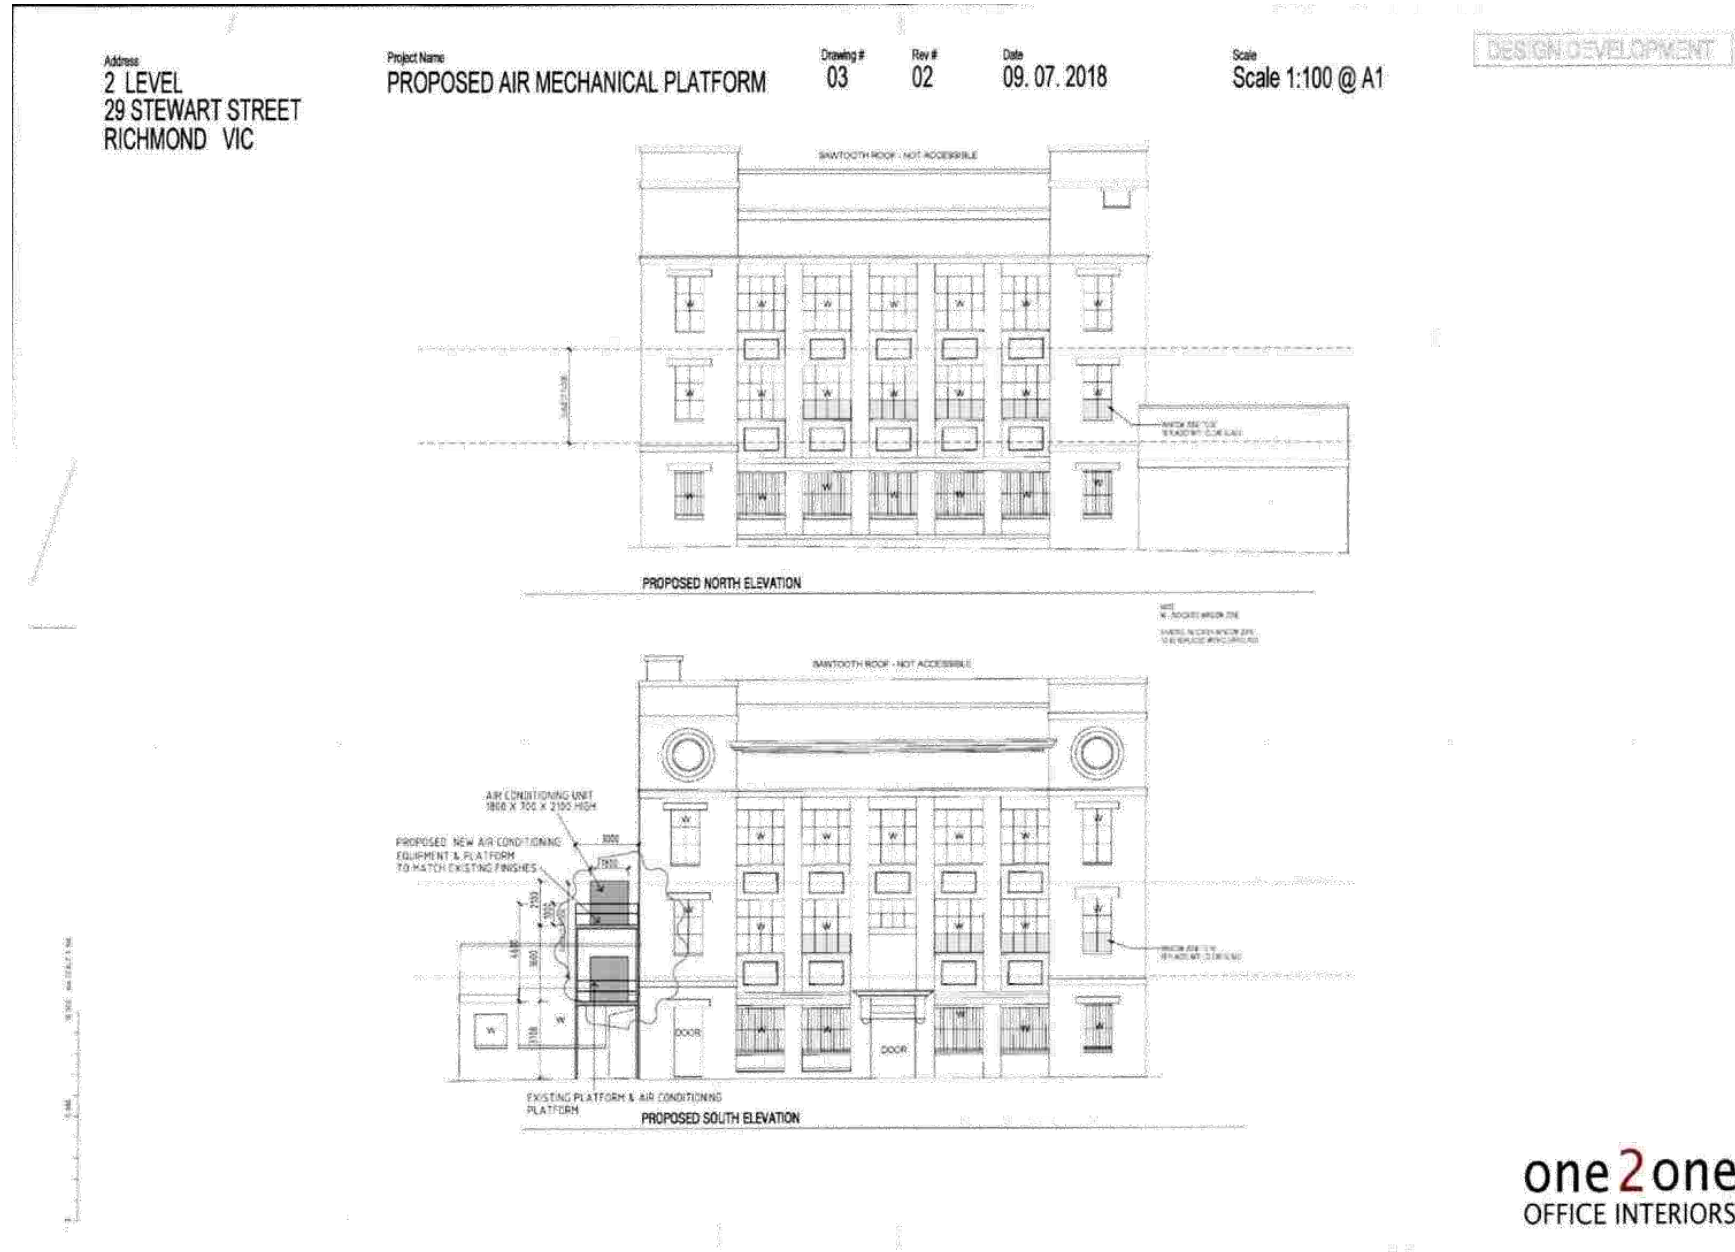 Address
2 LEVEL
29 STEWART STREET
RICHMOND VIC
Project Name
PROPOSED AIR MECHANICAL PLATFORM
Drawing #
03
Rev #
02
Date
09. 07. 2018
Scale
Scale 1:100 @ A1
DESIGN DEVELOPMENT
SAWTOOTH ROOF - NOT ACCESSIBLE
W W W W W W W
W W W W W W W
W W W W W W W
PROPOSED NORTH ELEVATION
SAWTOOTH ROOF - NOT ACCESSIBLE
AIR CONDITIONING UNIT
1800 X 700 X 2100 HIGH
PROPOSED NEW AIR CONDITIONING
EQUIPMENT & PLATFORM
TO MATCH EXISTING FINISHES
3000
1800
2100
3600
W W W W W W W
W W W W W W
W W
DOOR
W W
DOOR
W W W
EXISTING PLATFORM & AIR CONDITIONING
PLATFORM
PROPOSED SOUTH ELEVATION
one2one
OFFICE INTERIORS